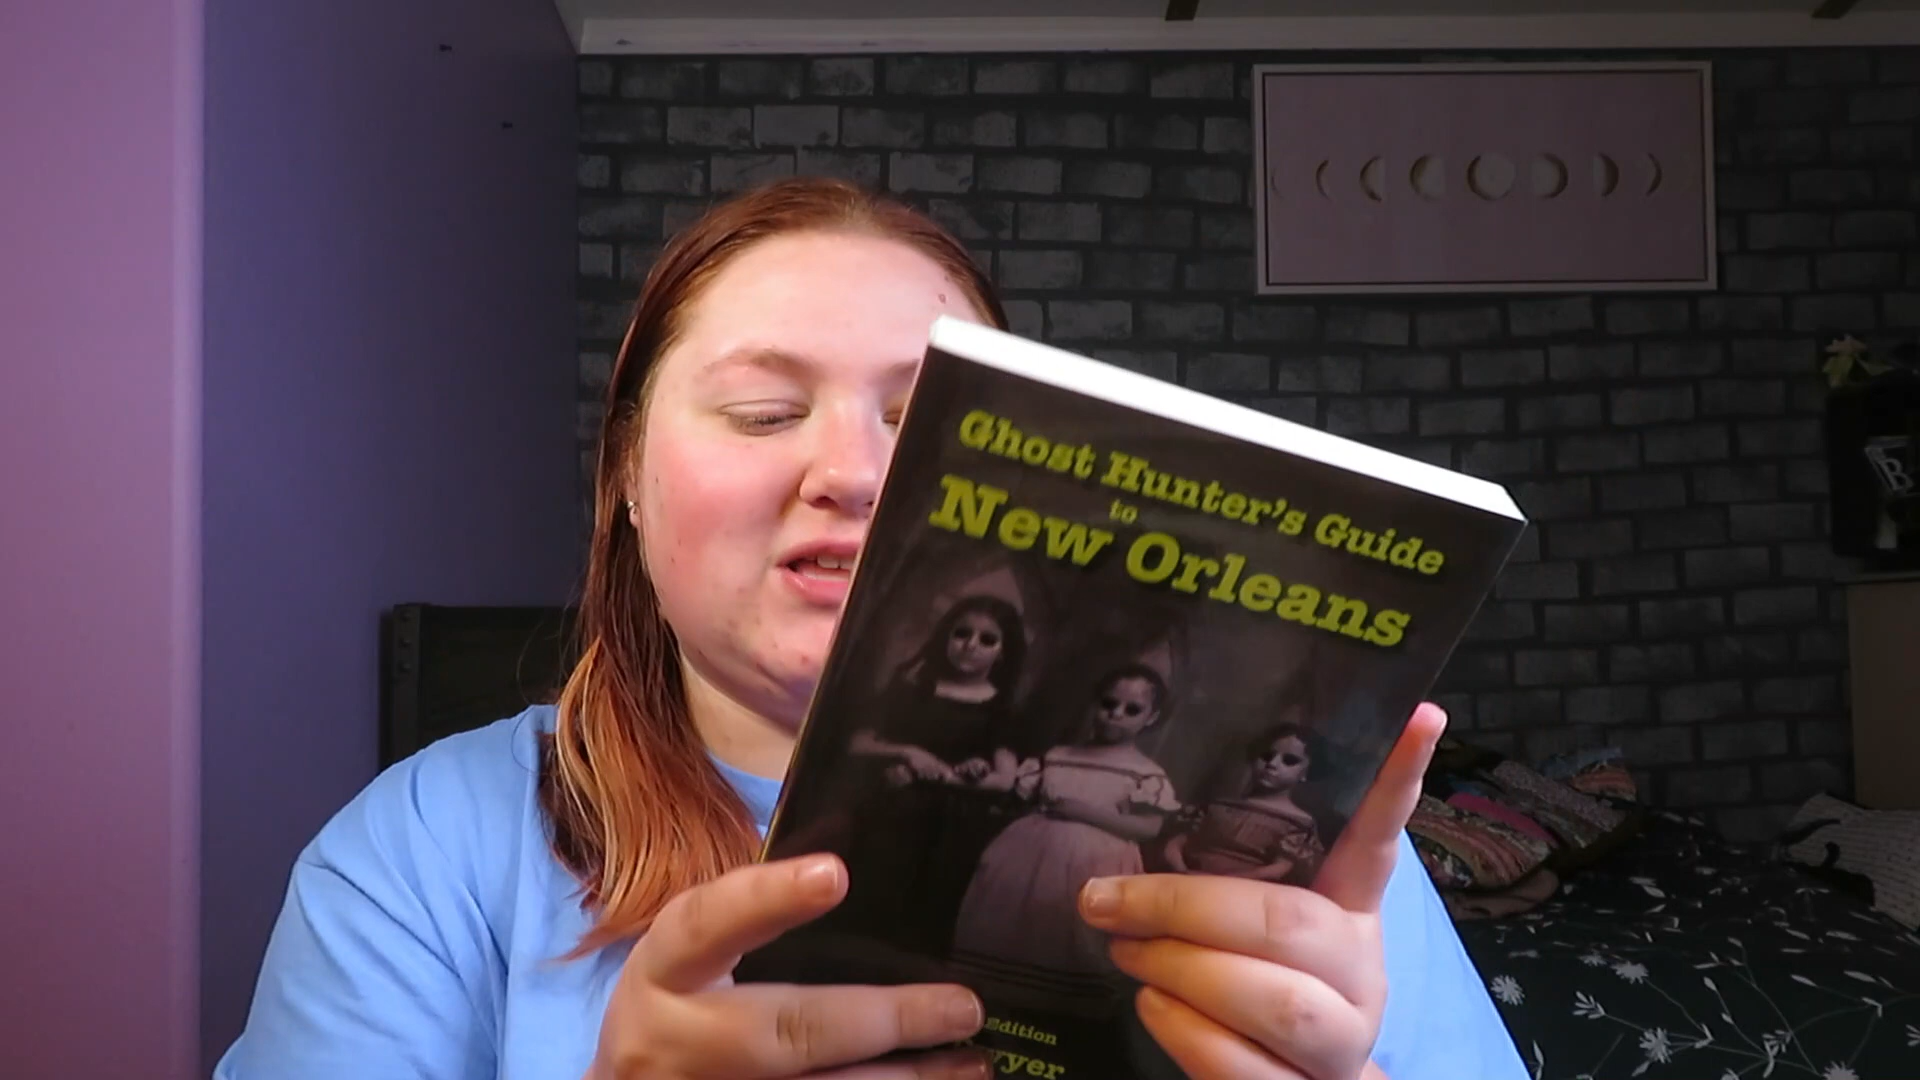 Ghost Hunter's Guide
to
New Orleans
Edition
B